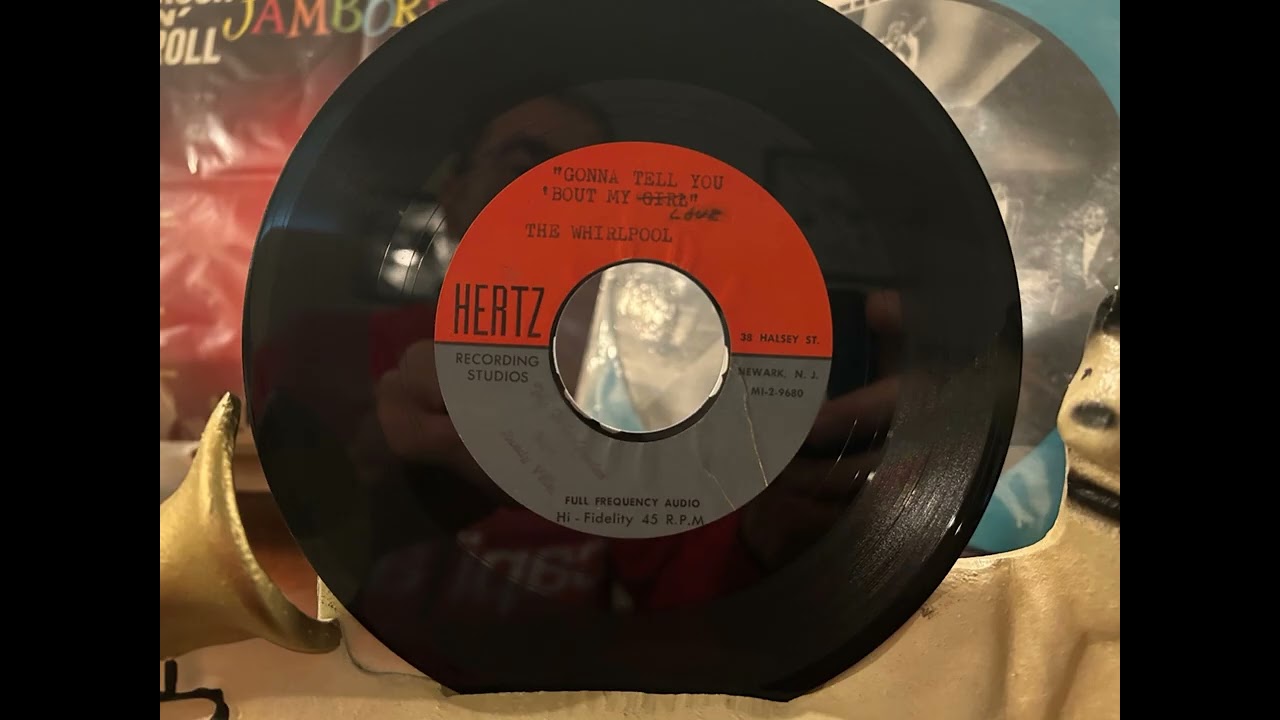 N'
ROLL
JAMBOR
"GONNA TELL YOU
'BOUT MY GIRL"
LOVE
THE WHIRLPOOL
HERTZ
38 HALSEY ST.
RECORDING
STUDIOS
NEWARK, N. J.
MI-2-9680
FULL FREQUENCY AUDIO
Hi - Fidelity 45 R.P.M